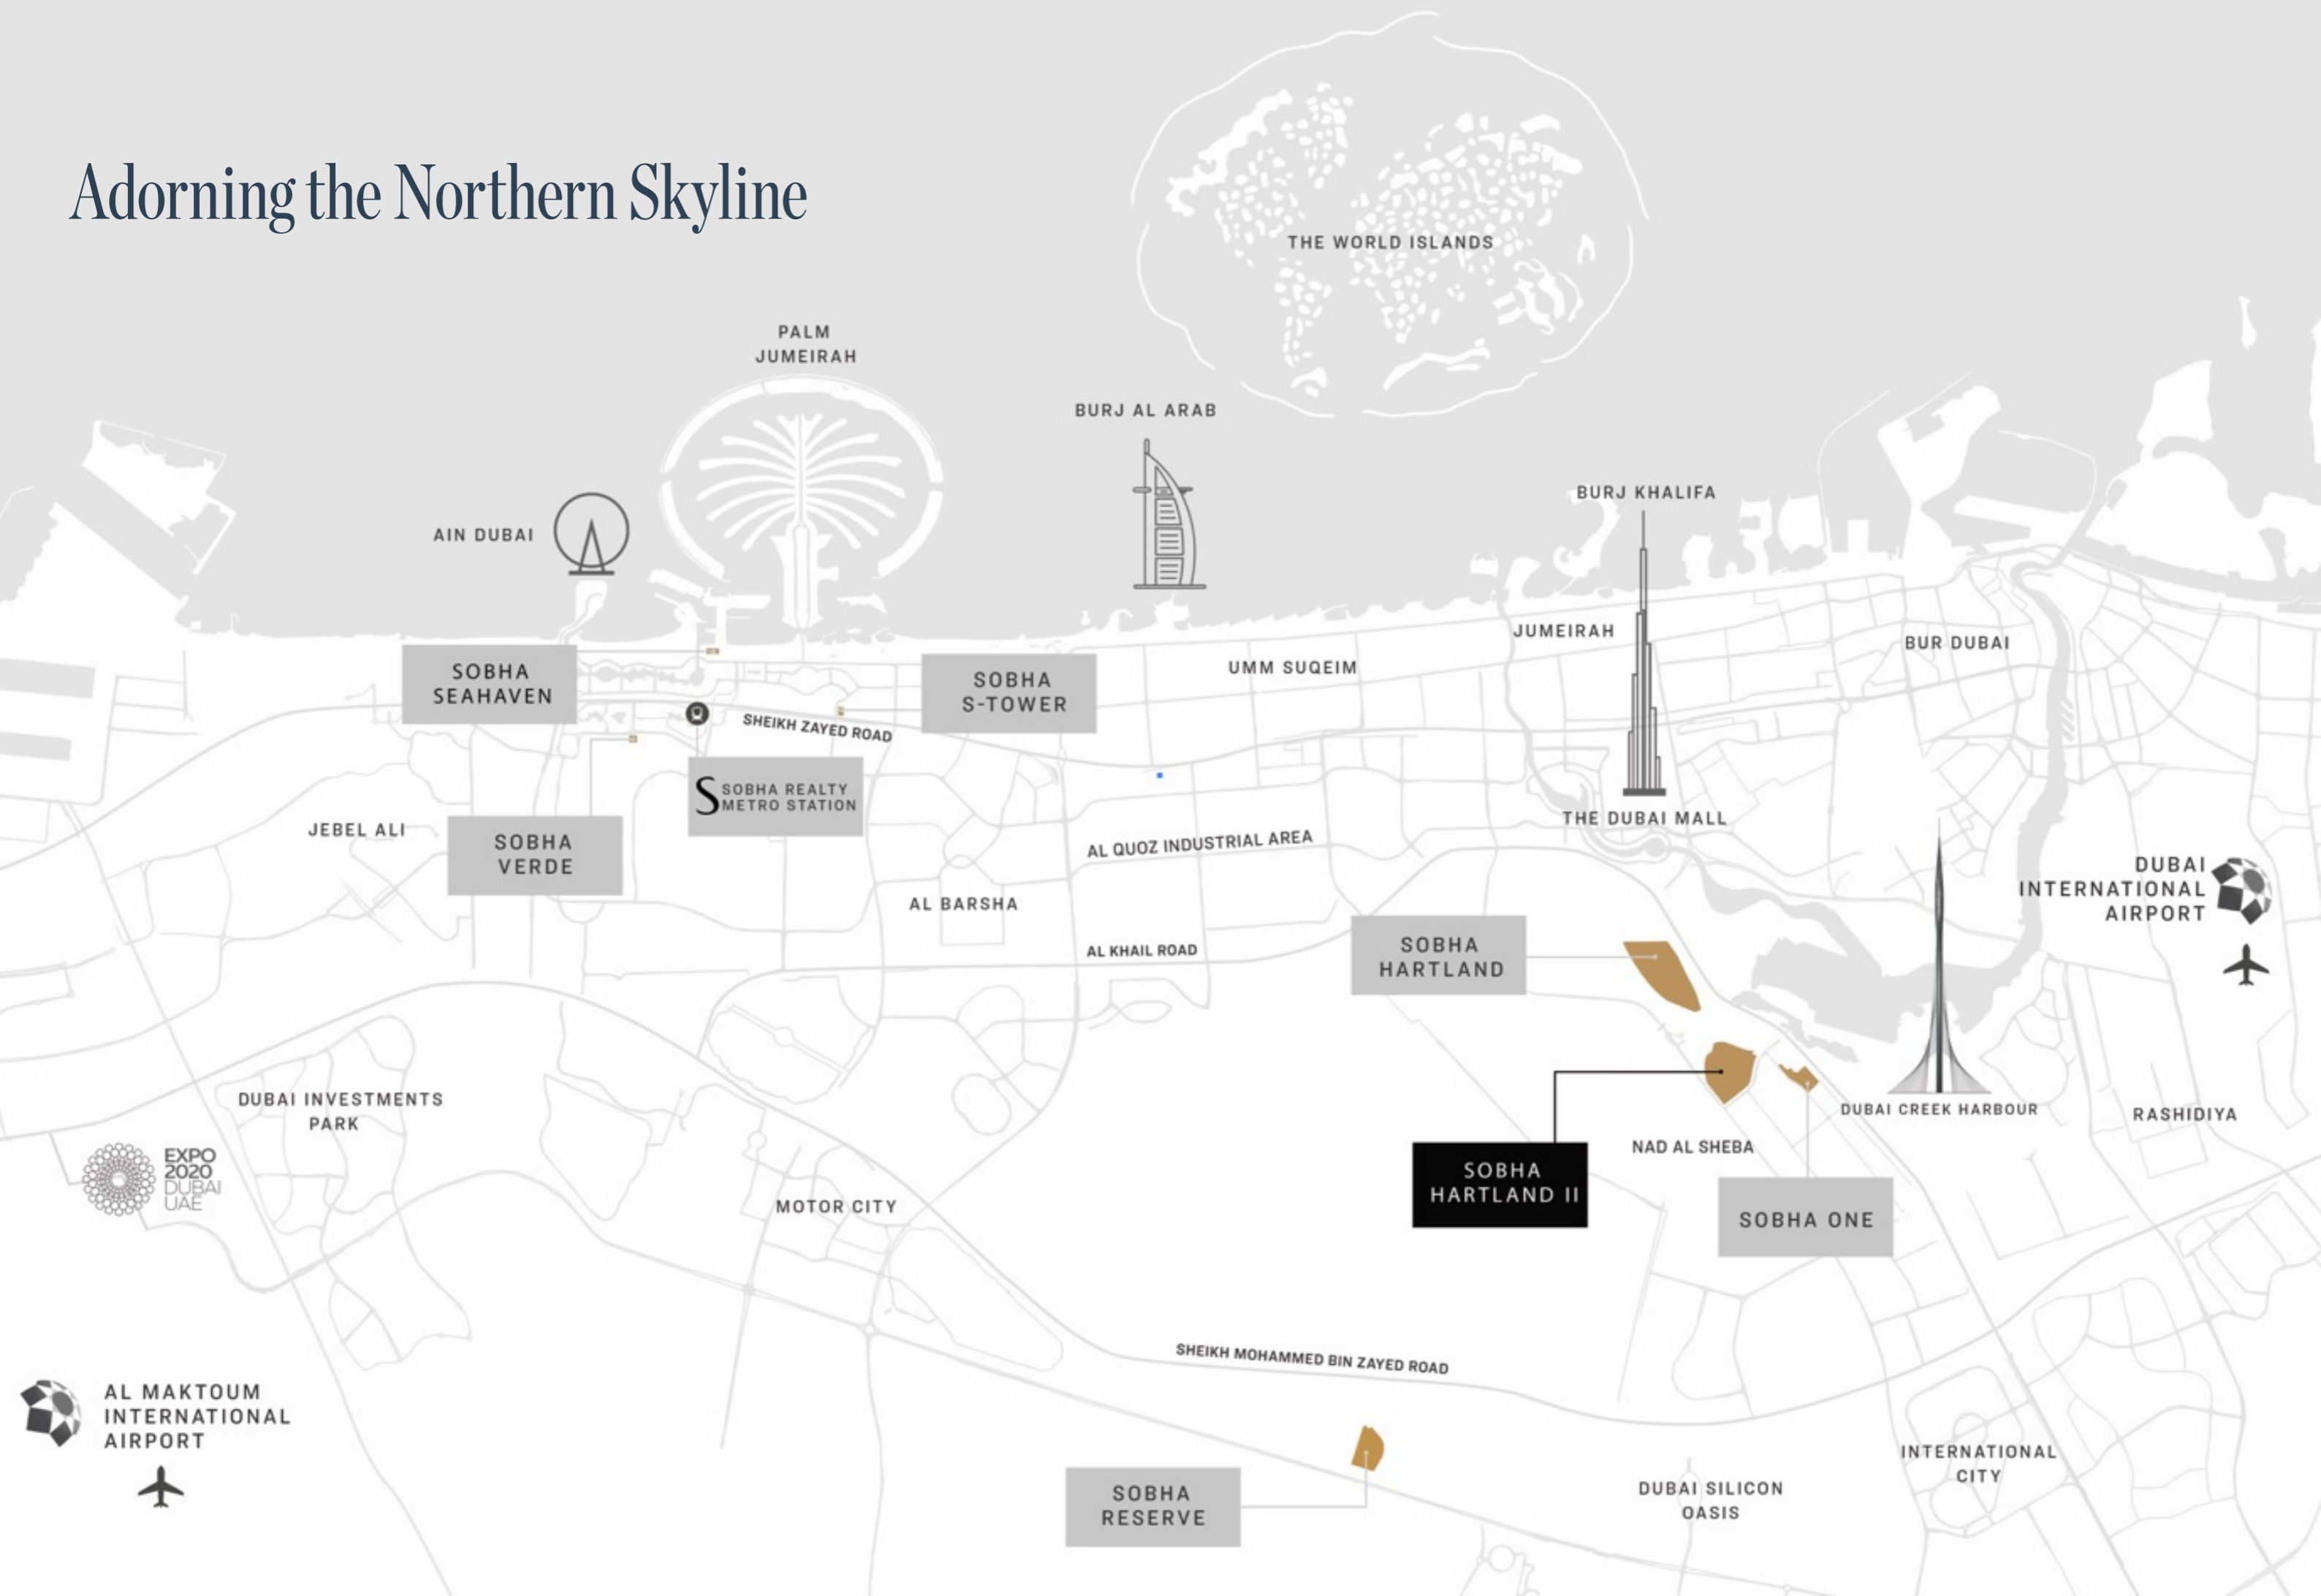 Adorning the Northern Skyline
THE WORLD ISLANDS
PALM
JUMEIRAH
BURJ AL ARAB
BURJ KHALIFA
AIN DUBAI
JUMEIRAH
BUR DUBAI
UMM SUQEIM
SOBHA
SEAHAVEN
SOBHA
S-TOWER
SHEIKH ZAYED ROAD
S SOBHA REALTY
METRO STATION
JEBEL ALI
SOBHA
VERDE
THE DUBAI MALL
AL QUOZ INDUSTRIAL AREA
DUBAI
INTERNATIONAL
AIRPORT
AL BARSHA
AL KHAIL ROAD
SOBHA
HARTLAND
DUBAI INVESTMENTS
PARK
DUBAI CREEK HARBOUR
RASHIDIYA
NAD AL SHEBA
EXPO
2020
DUBAI
UAE
SOBHA
HARTLAND II
MOTOR CITY
SOBHA ONE
SHEIKH MOHAMMED BIN ZAYED ROAD
AL MAKTOUM
INTERNATIONAL
AIRPORT
INTERNATIONAL
CITY
SOBHA
RESERVE
DUBAI SILICON
OASIS